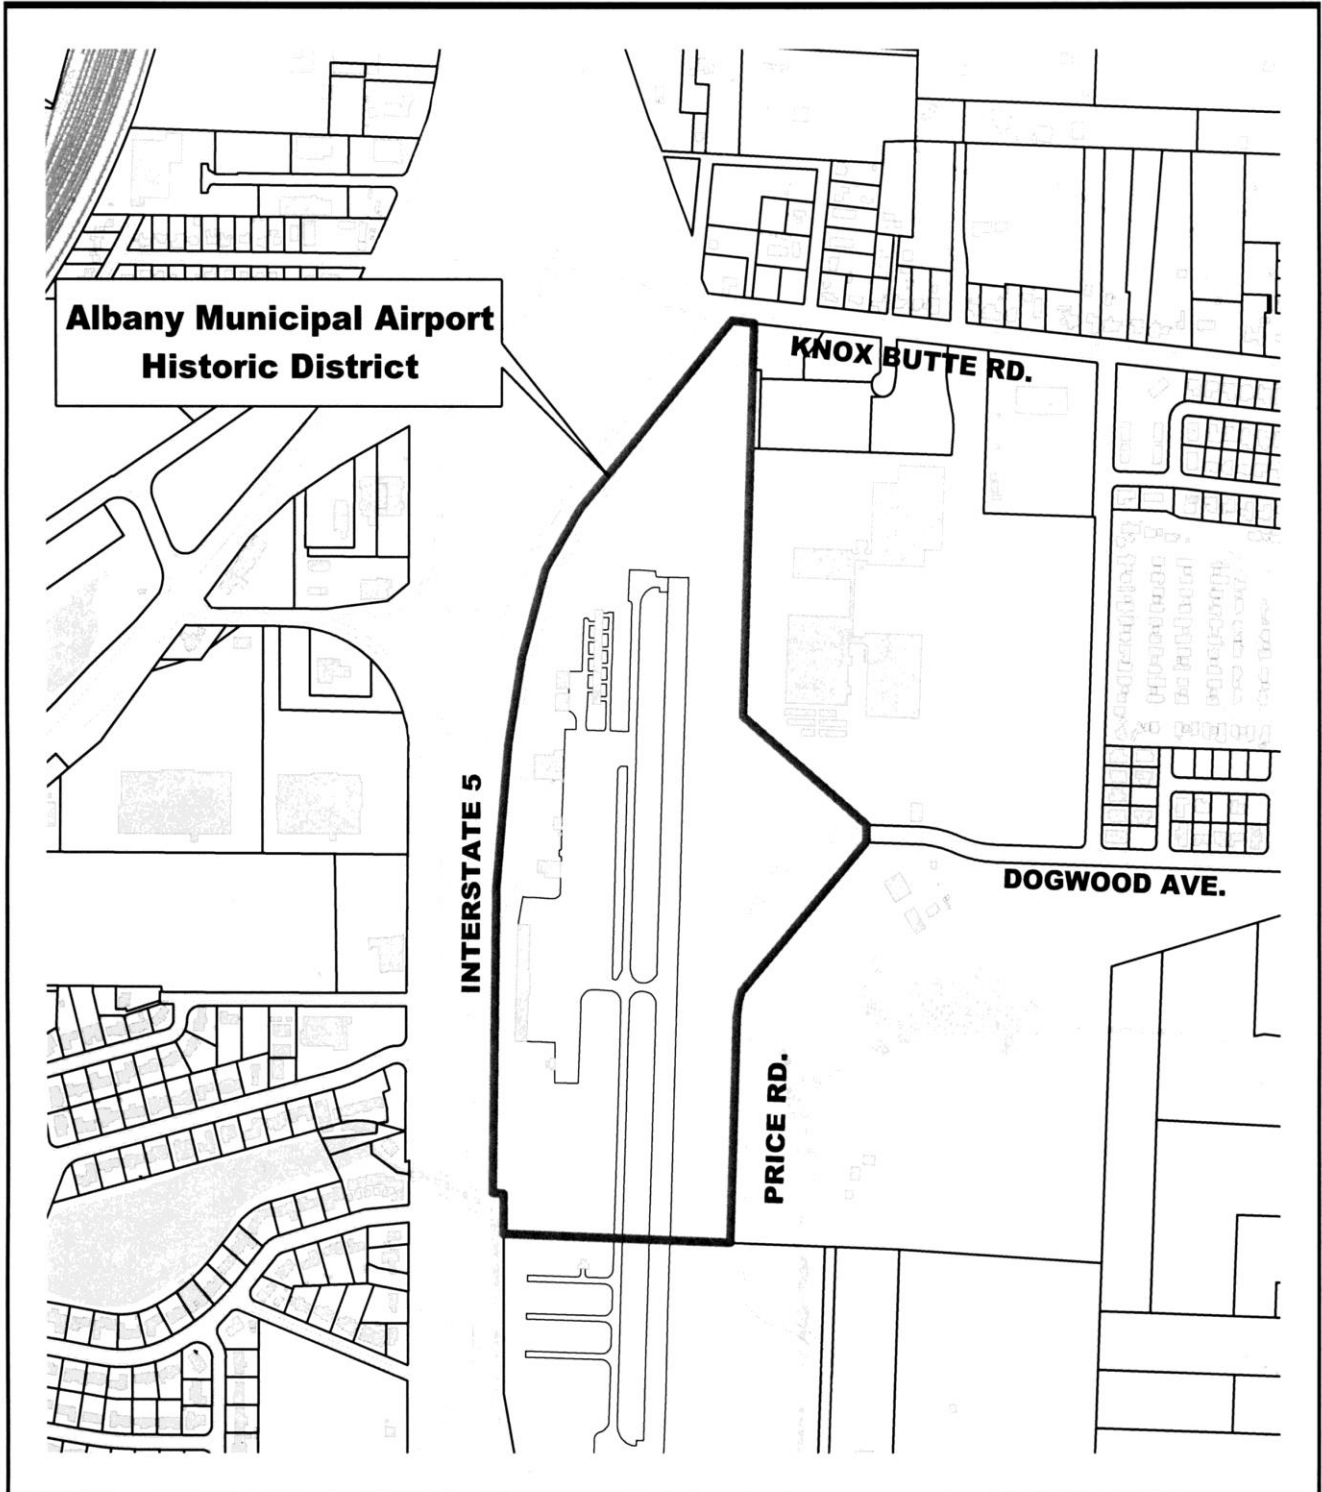 Albany Municipal Airport
Historic District
KNOX BUTTE RD.
INTERSTATE 5
DOGWOOD AVE.
PRICE RD.